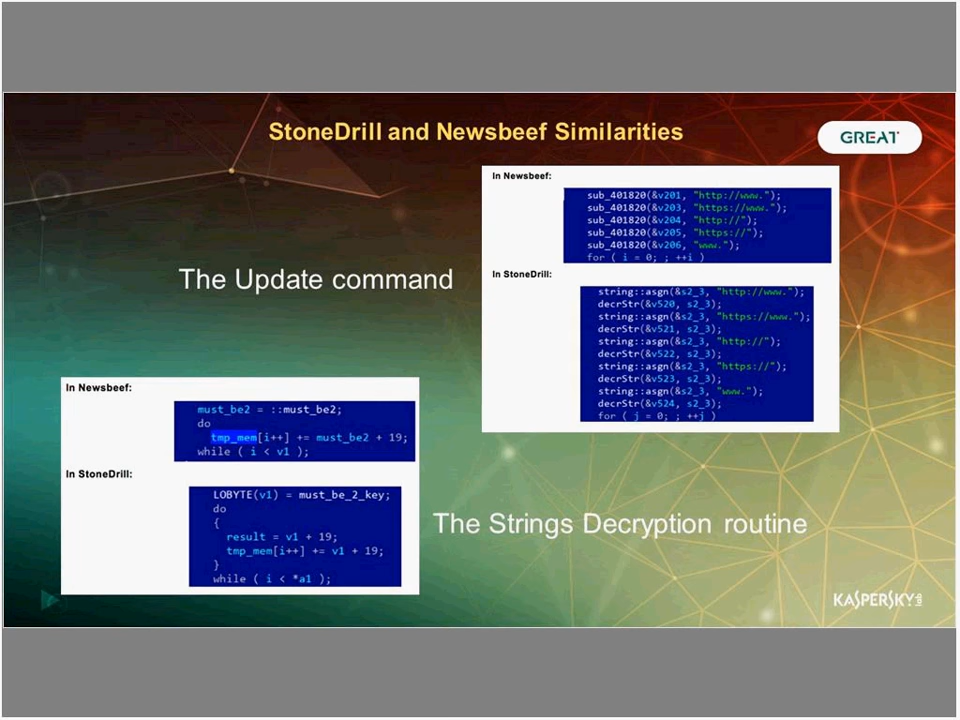 StoneDrill and Newsbeef Similarities
GREAT
In Newsbeef:
sub_401820(&v201, "http://www.");
sub_401820(&v203, "https://www.");
sub_401820(&v204, "http://");
sub_401820(&v205, "https://");
sub_401820(&v206, "www.");
for ( i = 0; ; ++i )
The Update command
In StoneDrill:
string::asgn(&s2_3, "http://www.");
decrStr(&v520, s2_3);
string::asgn(&s2_3, "https://www.");
decrStr(&v521, s2_3);
string::asgn(&s2_3, "http://");
decrStr(&v522, s2_3);
string::asgn(&s2_3, "https://");
decrStr(&v523, s2_3);
string::asgn(&s2_3, "www.");
decrStr(&v524, s2_3);
for ( j = 0; ; ++j )
In Newsbeef:
must_be2 = ::must_be2;
do
tmp_mem[i++] += must_be2 + 19;
while ( i < v1 );
In StoneDrill:
LOBYTE(v1) = must_be_2_key;
do
{
result = v1 + 19;
tmp_mem[i++] += v1 + 19;
}
while ( i < *a1 );
The Strings Decryption routine
KASPERSKY lab